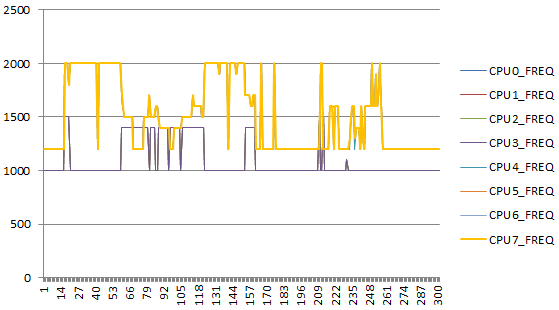 2500
2000
1500
1000
500
0
1 14 27 40 53 66 79 92 105 118 131 144 157 170 183 196 209 222 235 248 261 274 287 300
CPU0_FREQ
CPU1_FREQ
CPU2_FREQ
CPU3_FREQ
CPU4_FREQ
CPU5_FREQ
CPU6_FREQ
CPU7_FREQ